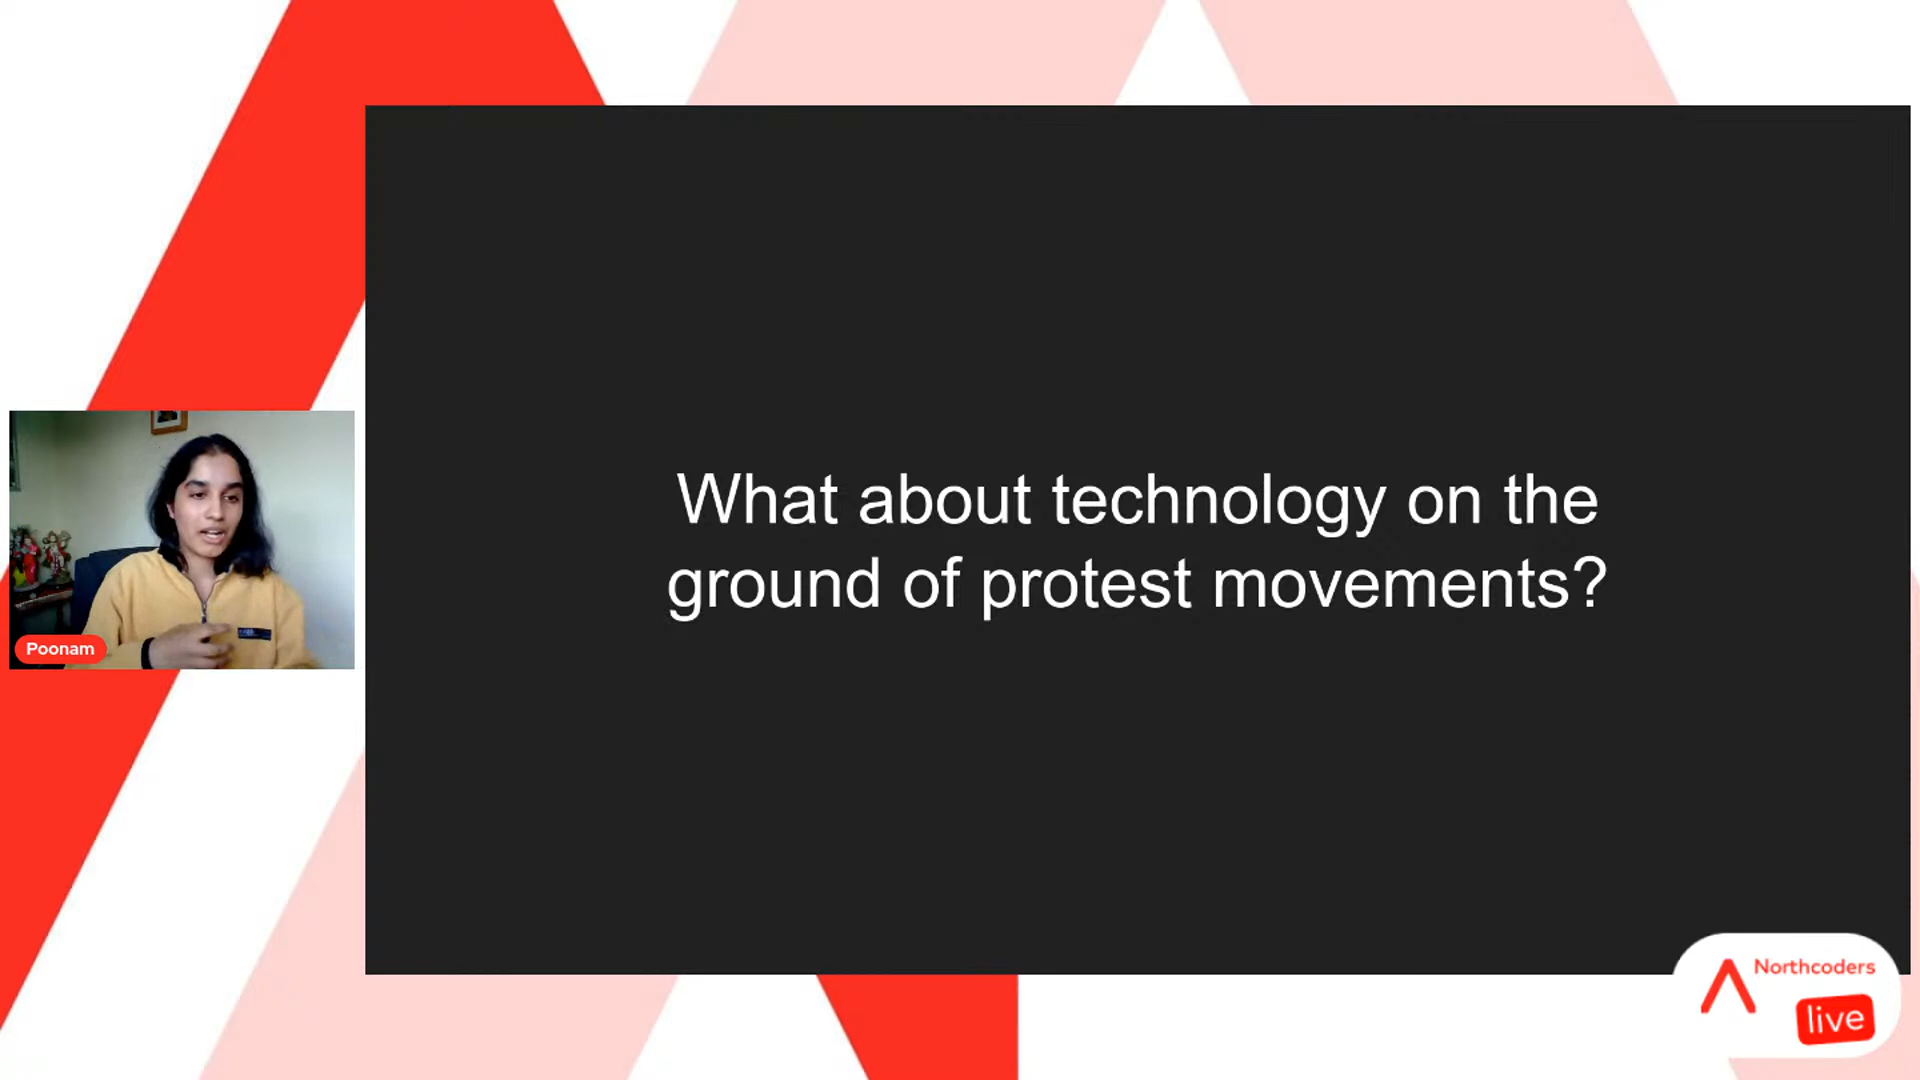 What about technology on the
ground of protest movements?
Poonam
Northcoders
live